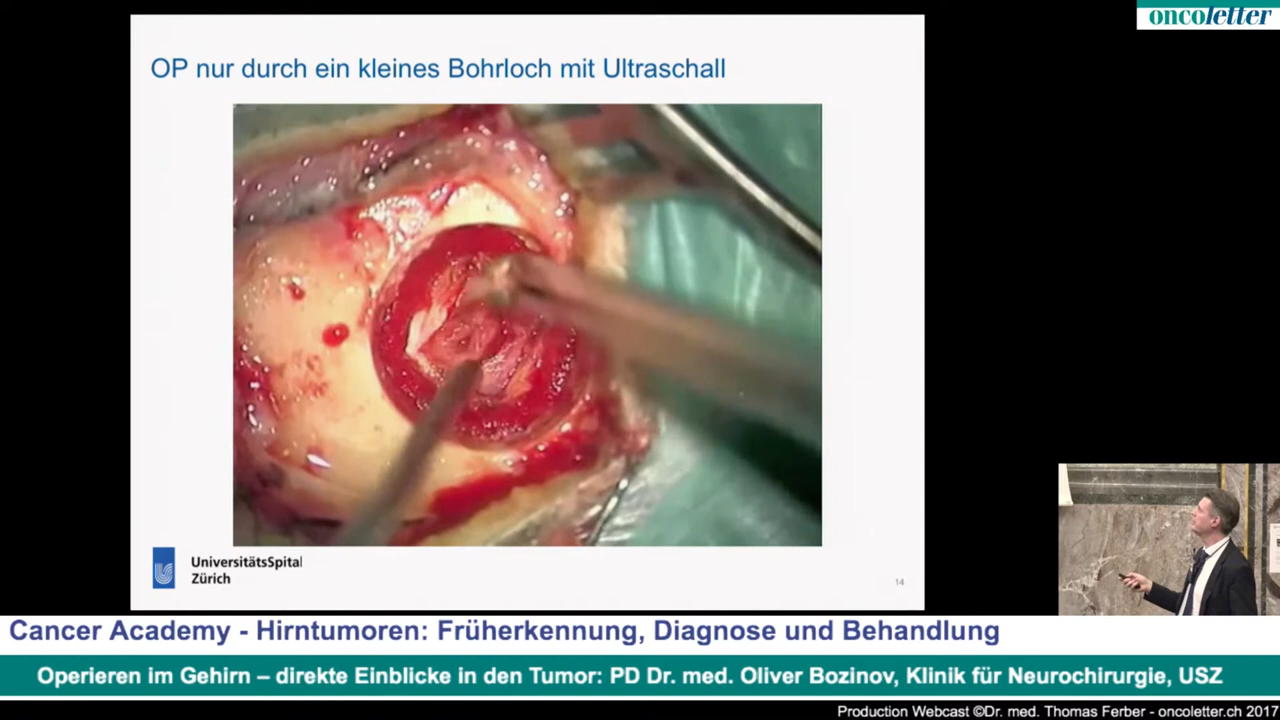 oncoletter
OP nur durch ein kleines Bohrloch mit Ultraschall
UniversitätsSpital
Zürich
14
Cancer Academy - Hirntumoren: Früherkennung, Diagnose und Behandlung
Operieren im Gehirn – direkte Einblicke in den Tumor: PD Dr. med. Oliver Bozinov, Klinik für Neurochirurgie, USZ
Production Webcast ©Dr. med. Thomas Ferber - oncoletter.ch 2017